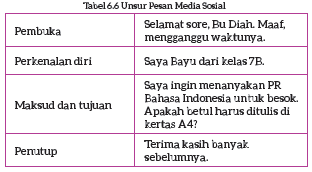 Tabel 6.6 Unsur Pesan Media Sosial
Pembuka
Selamat sore, Bu Diah. Maaf,
mengganggu waktunya.
Perkenalan diri
Saya Bayu dari kelas 7B.
Maksud dan tujuan
Saya ingin menanyakan PR
Bahasa Indonesia untuk besok.
Apakah betul harus ditulis di
kertas A4?
Penutup
Terima kasih banyak
sebelumnya.